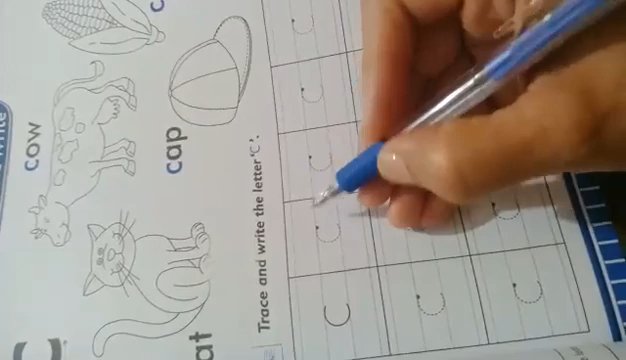 C
at
cow
cap
c
Trace and write the letter 'C'.
C